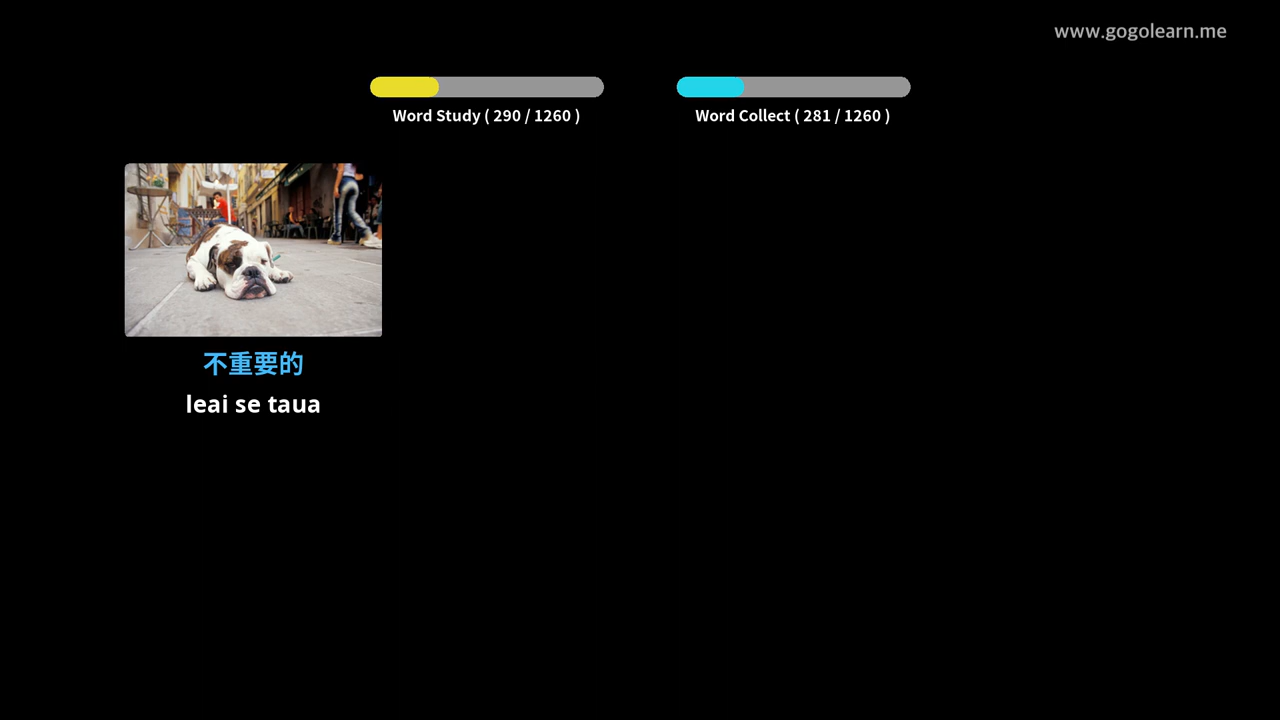 www.gogolearn.me
Word Study ( 290 / 1260 )
Word Collect ( 281 / 1260 )
不重要的
leai se taua